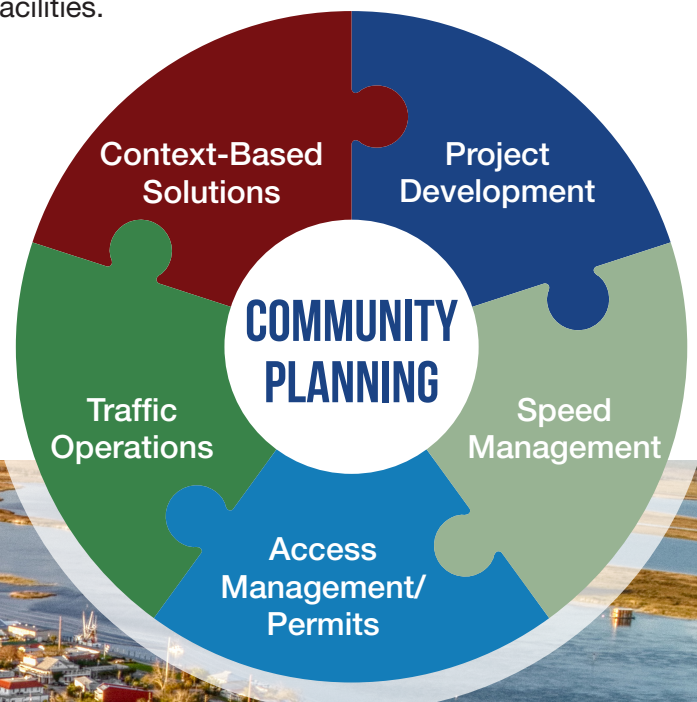 acilities.
Context-Based
Solutions
Project
Development
COMMUNITY
PLANNING
Traffic
Operations
Speed
Management
Access
Management/
Permits